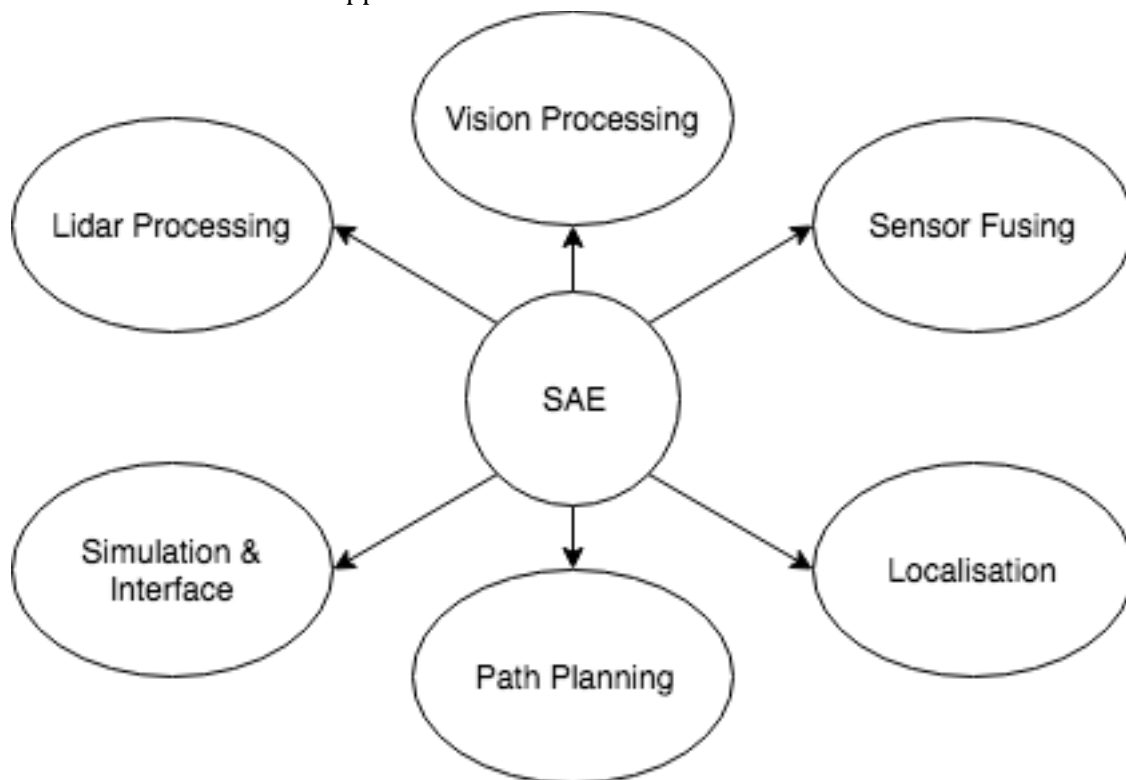 Vision Processing
Lidar Processing
Sensor Fusing
SAE
Simulation &
Interface
Localisation
Path Planning